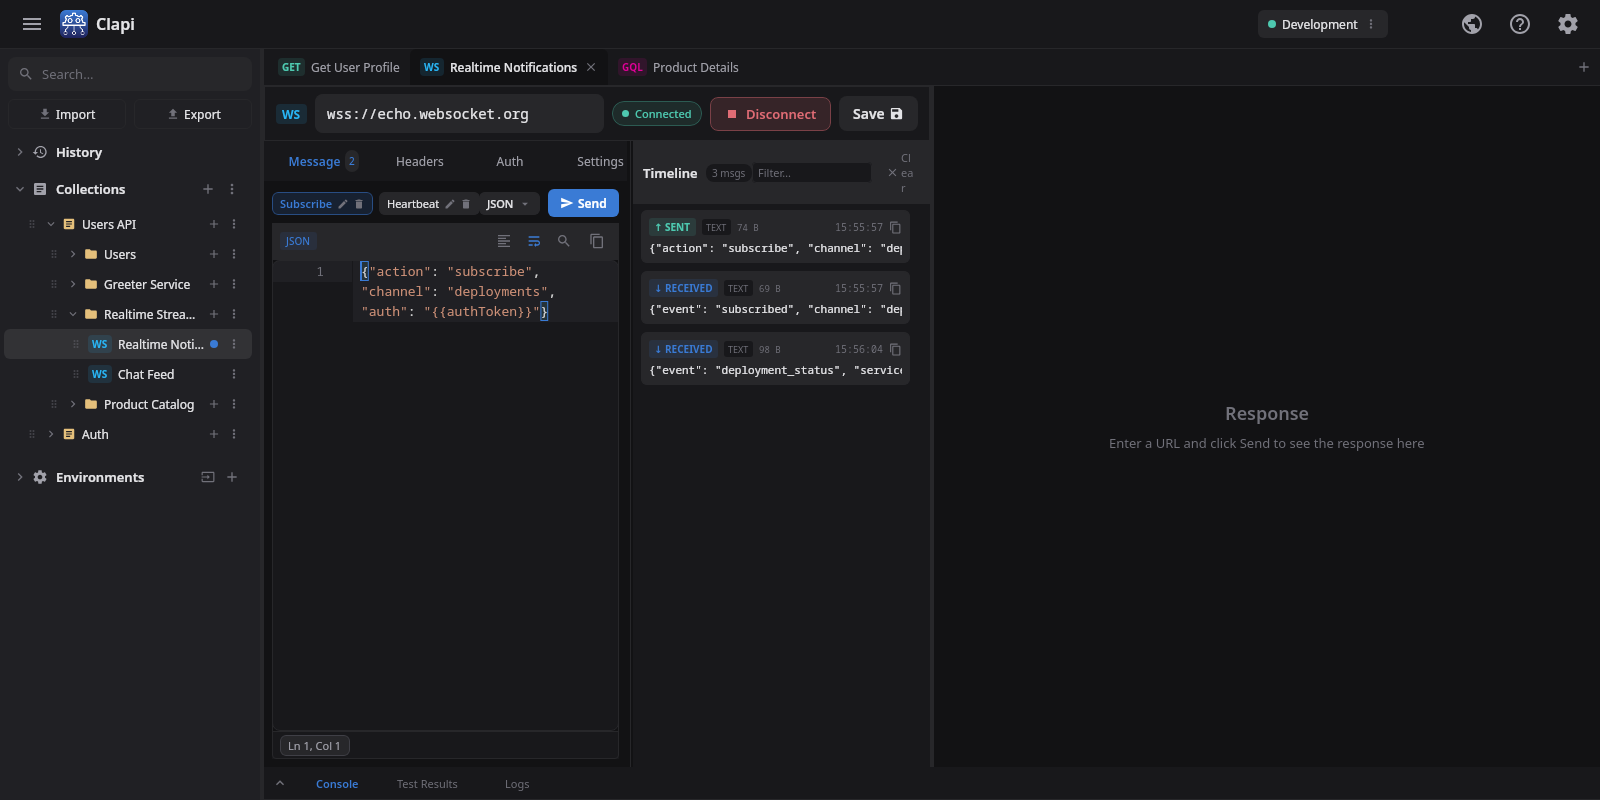 Clapi
Development
Search...
Import
Export
History
Collections
Users API
Users
Greeter Service
Realtime Strea...
WS Realtime Noti...
WS Chat Feed
Product Catalog
Auth
Environments
GET Get User Profile
WS Realtime Notifications
GQL Product Details
WS wss://echo.websocket.org
Connected
Disconnect
Save
Message 2
Headers
Auth
Settings
Subscribe
Heartbeat
JSON
Send
JSON
1 {"action": "subscribe",
"channel": "deployments",
"auth": "{{authToken}}"}
Ln 1, Col 1
Timeline
3 msgs
Filter...
Cl
ea
r
↑ SENT TEXT 74 B 15:55:57
{"action": "subscribe", "channel": "dep
↓ RECEIVED TEXT 69 B 15:55:57
{"event": "subscribed", "channel": "dep
↓ RECEIVED TEXT 98 B 15:56:04
{"event": "deployment_status", "service
Response
Enter a URL and click Send to see the response here
Console
Test Results
Logs